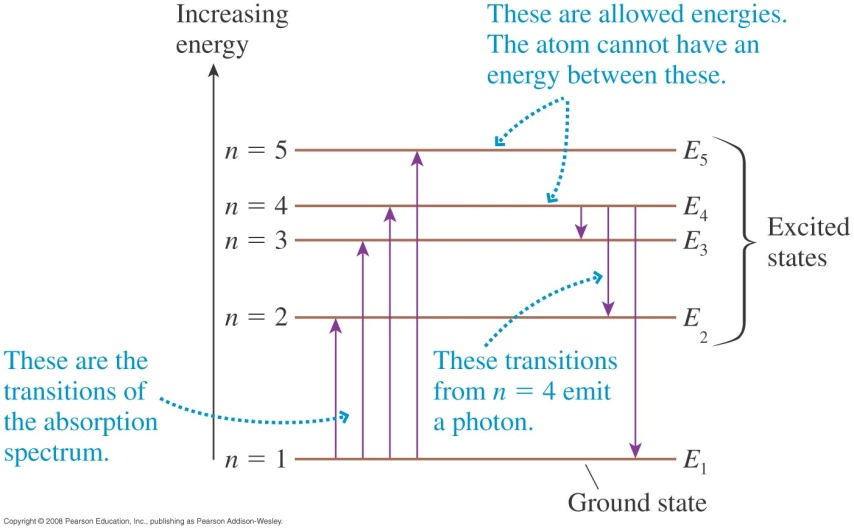 Increasing
energy
These are allowed energies.
The atom cannot have an
energy between these.
n = 5
E₅
n = 4
E₄
n = 3
E₃
Excited
states
n = 2
E₂
These are the
transitions of
the absorption
spectrum.
These transitions
from n = 4 emit
a photon.
n = 1
E₁
Ground state
Copyright © 2008 Pearson Education, Inc., publishing as Pearson Addison-Wesley.